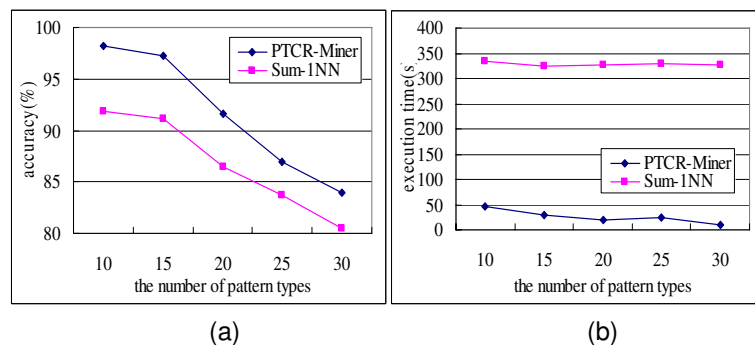 100
95
90
85
80
accuracy(%)
PTCR-Miner
Sum-1NN
10 15 20 25 30
the number of pattern types
(a)
400
350
300
250
200
150
100
50
0
execution time(s
PTCR-Miner
Sum-1NN
10 15 20 25 30
the number of pattern types
(b)